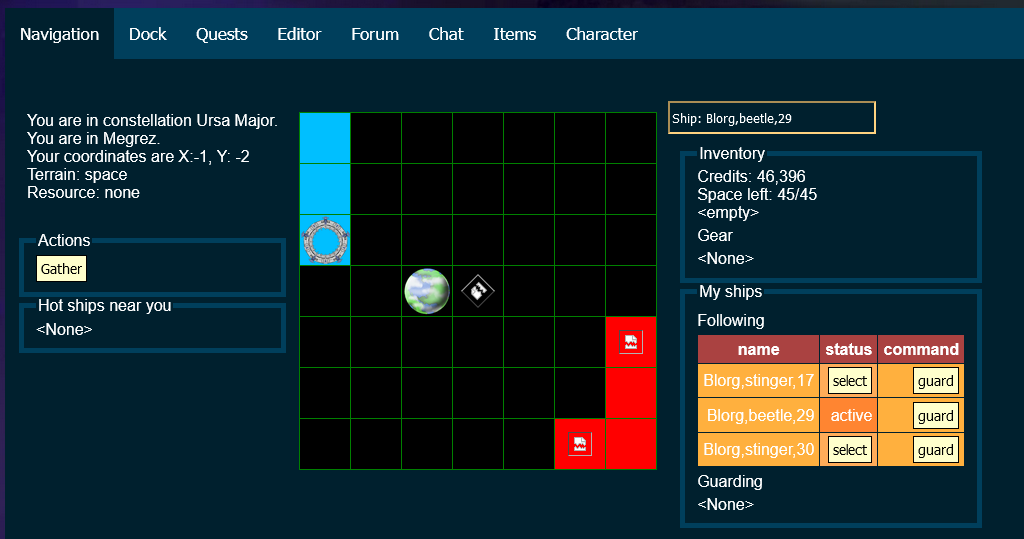 Navigation Dock Quests Editor Forum Chat Items Character
You are in constellation Ursa Major.
You are in Megrez.
Your coordinates are X:-1, Y: -2
Terrain: space
Resource: none
Actions
Gather
Hot ships near you
<None>
Ship: Blorg,beetle,29
Inventory
Credits: 46,396
Space left: 45/45
<empty>
Gear
<None>
My ships
Following
name status command
Blorg,stinger,17 select guard
Blorg,beetle,29 active guard
Blorg,stinger,30 select guard
Guarding
<None>